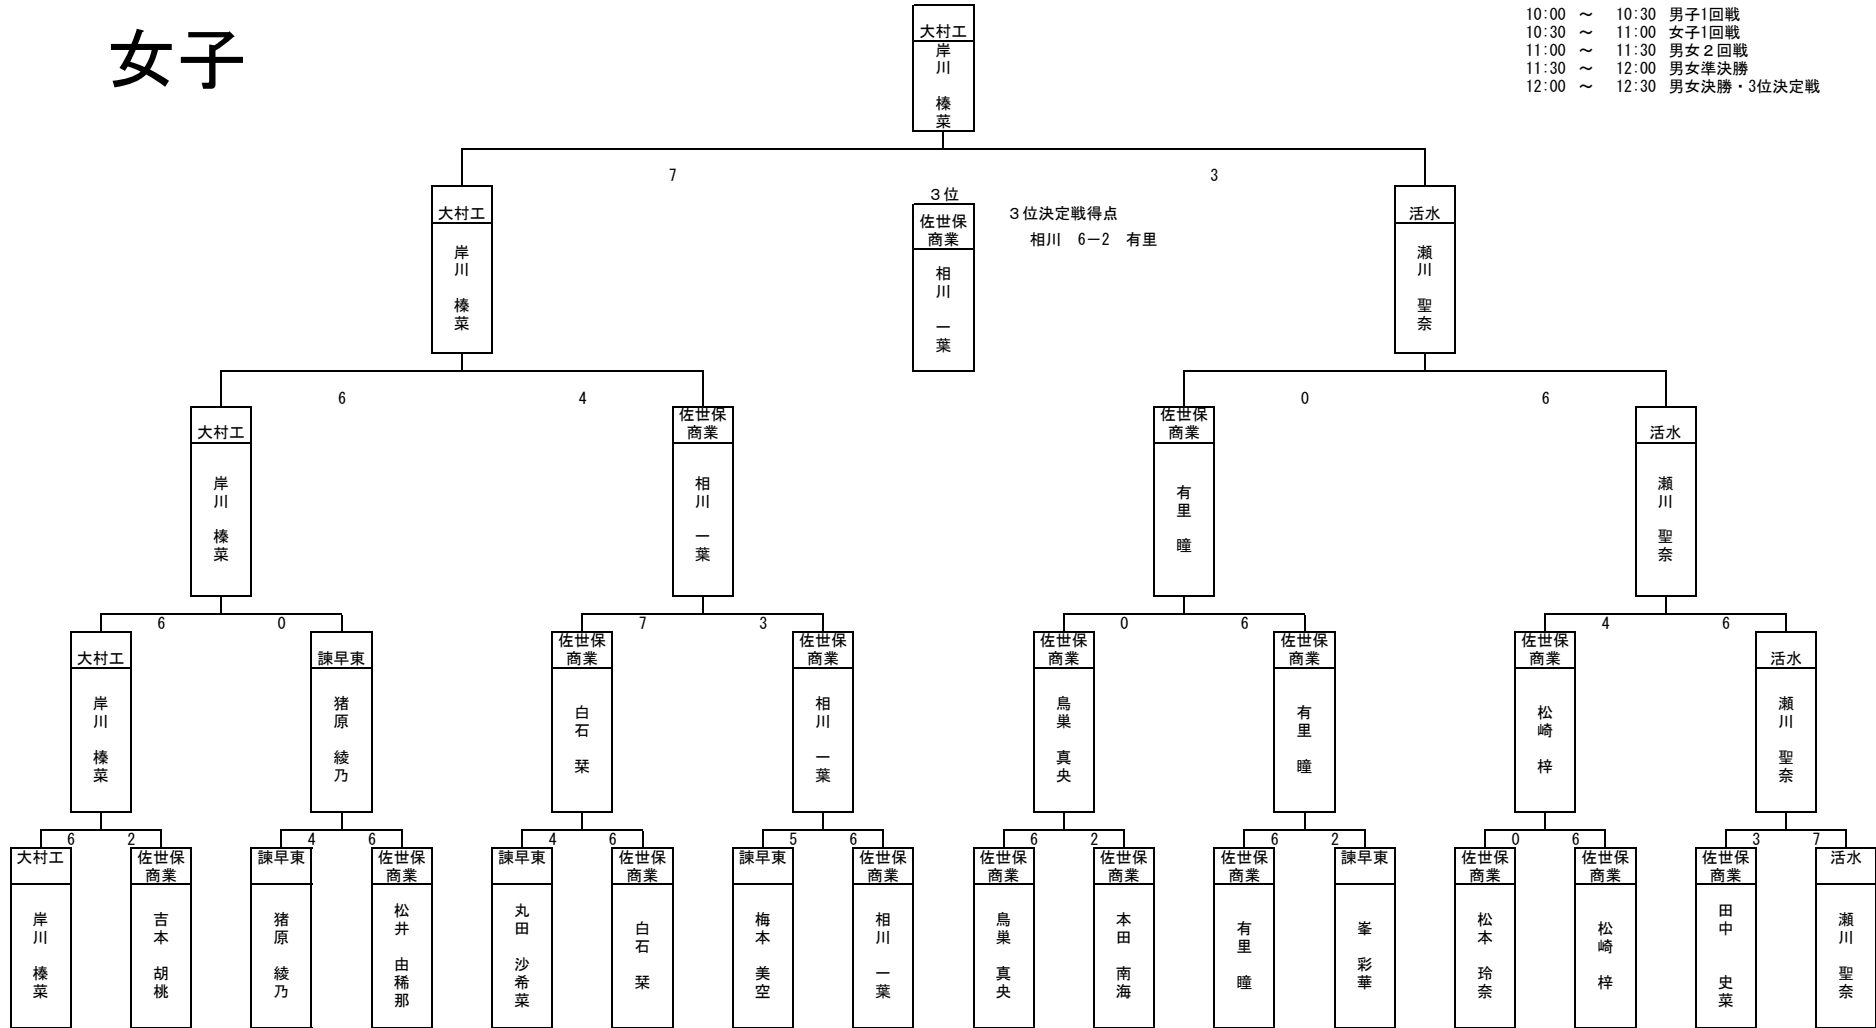 女子
10:00 ～ 10:30 男子1回戦
10:30 ～ 11:00 女子1回戦
11:00 ～ 11:30 男女２回戦
11:30 ～ 12:00 男女準決勝
12:00 ～ 12:30 男女決勝・3位決定戦
大村工
岸川 榛菜
7 3
３位
佐世保
商業
相川 一葉
３位決定戦得点
相川 6－2 有里
大村工
岸川 榛菜
活水
瀬川 聖奈
6 4 0 6
大村工
岸川 榛菜
佐世保
商業
相川 一葉
佐世保
商業
有里 瞳
活水
瀬川 聖奈
6 0 7 3 0 6 4 6
大村工
岸川 榛菜
諫早東
猪原 綾乃
佐世保
商業
白石 栞
佐世保
商業
相川 一葉
佐世保
商業
鳥巣 真央
佐世保
商業
有里 瞳
佐世保
商業
松崎 梓
活水
瀬川 聖奈
6 2 4 6 4 6 5 6 6 2 6 2 0 6 3 7
大村工
岸川 榛菜
佐世保
商業
吉本 胡桃
諫早東
猪原 綾乃
佐世保
商業
松井 由稀那
諫早東
丸田 沙希菜
佐世保
商業
白石 栞
諫早東
梅本 美空
佐世保
商業
相川 一葉
佐世保
商業
鳥巣 真央
佐世保
商業
本田 南海
佐世保
商業
有里 瞳
諫早東
峯 彩華
佐世保
商業
松本 玲奈
佐世保
商業
松崎 梓
佐世保
商業
田中 史菜
活水
瀬川 聖奈